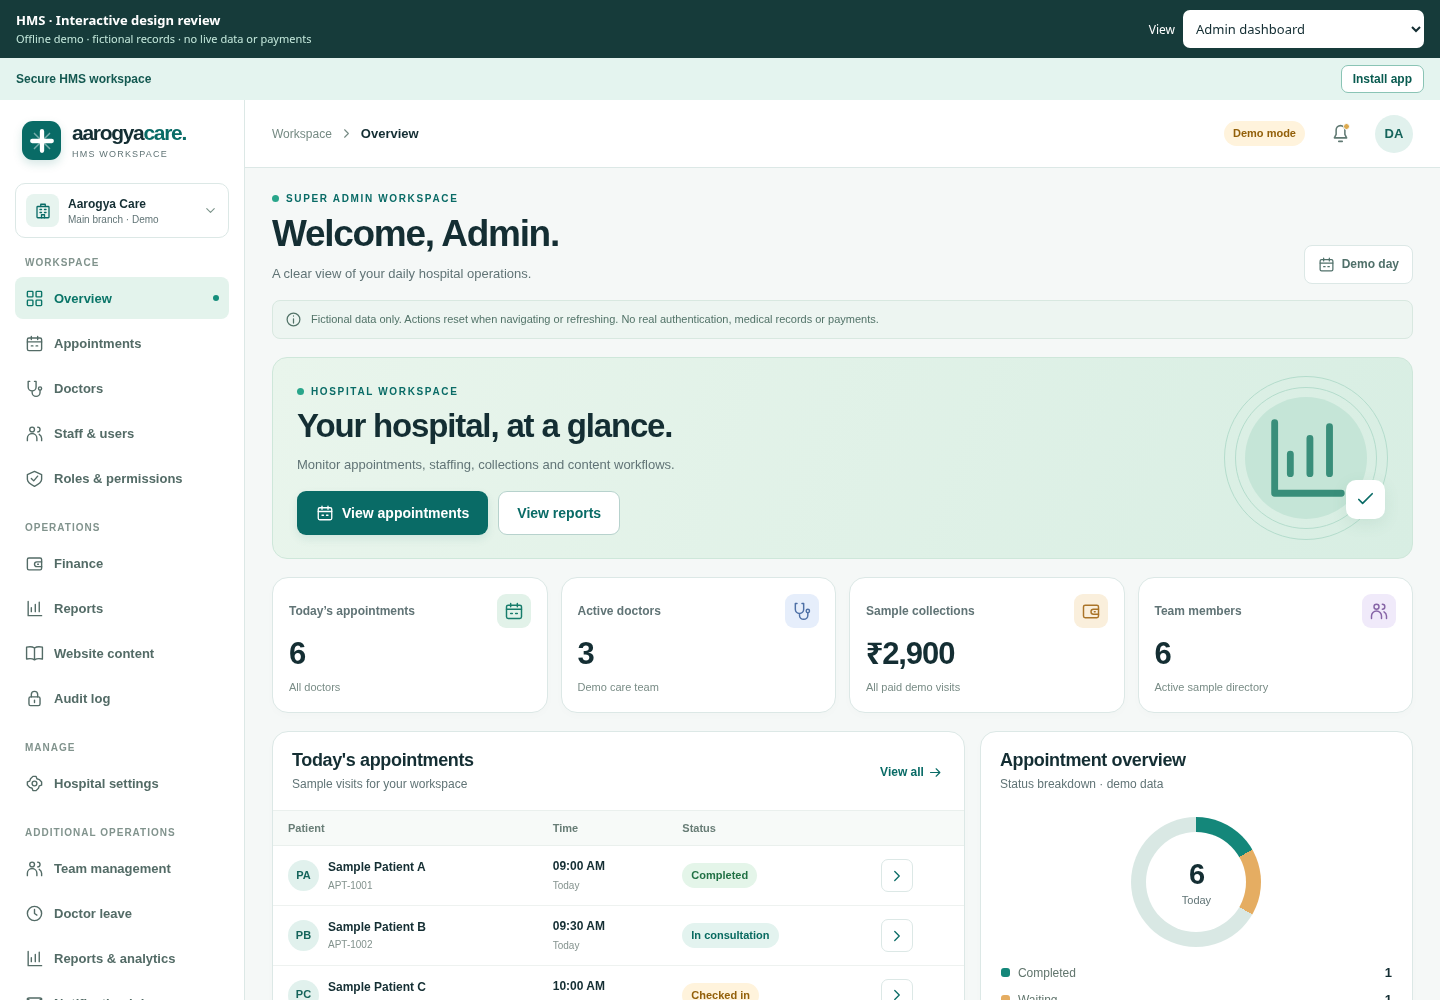 HMS · Interactive design review
Offline demo · fictional records · no live data or payments
View
Admin dashboard
Secure HMS workspace
Install app
aarogyacare.
HMS WORKSPACE
Aarogya Care
Main branch · Demo
WORKSPACE
Overview
Appointments
Doctors
Staff & users
Roles & permissions
OPERATIONS
Finance
Reports
Website content
Audit log
MANAGE
Hospital settings
ADDITIONAL OPERATIONS
Team management
Doctor leave
Reports & analytics
Workspace
Overview
Demo mode
DA
SUPER ADMIN WORKSPACE
Welcome, Admin.
A clear view of your daily hospital operations.
Demo day
Fictional data only. Actions reset when navigating or refreshing. No real authentication, medical records or payments.
HOSPITAL WORKSPACE
Your hospital, at a glance.
Monitor appointments, staffing, collections and content workflows.
View appointments
View reports
Today’s appointments
6
All doctors
Active doctors
3
Demo care team
Sample collections
₹2,900
All paid demo visits
Team members
6
Active sample directory
Today's appointments
Sample visits for your workspace
View all
Patient Time Status
PA Sample Patient A 09:00 AM Completed
APT-1001 Today
PB Sample Patient B 09:30 AM In consultation
APT-1002 Today
PC Sample Patient C 10:00 AM Checked in
Appointment overview
Status breakdown · demo data
6
Today
Completed 1
Waiting 1